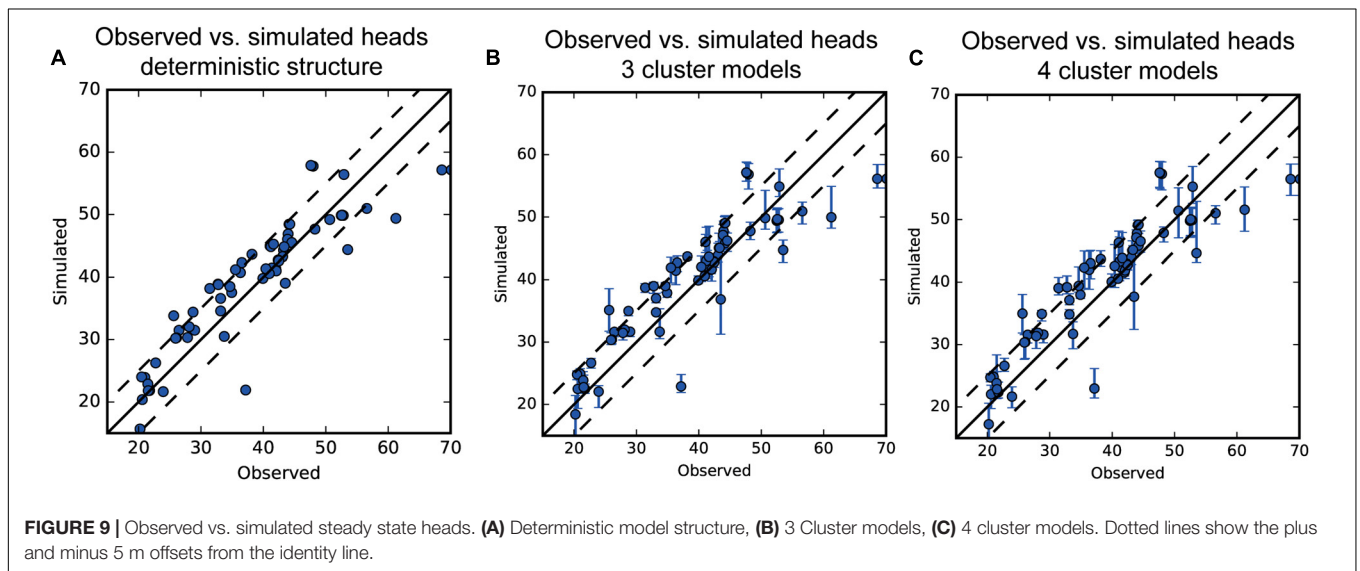 A
Observed vs. simulated heads
deterministic structure
70
60
50
40
30
20
Simulated
20 30 40 50 60 70
Observed
B
Observed vs. simulated heads
3 cluster models
70
60
50
40
30
20
Simulated
20 30 40 50 60 70
Observed
C
Observed vs. simulated heads
4 cluster models
70
60
50
40
30
20
Simulated
20 30 40 50 60 70
Observed
FIGURE 9 | Observed vs. simulated steady state heads. (A) Deterministic model structure, (B) 3 Cluster models, (C) 4 cluster models. Dotted lines show the plus
and minus 5 m offsets from the identity line.